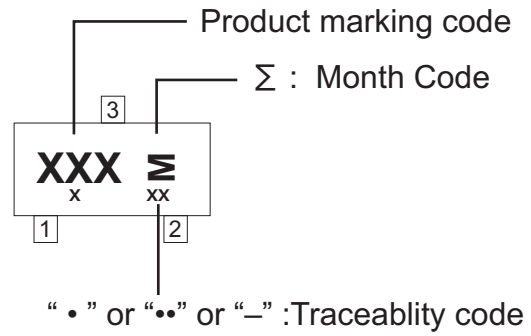 Product marking code
∑ : Month Code
3
XXX ∑
x xx
1 2
“ • ” or “••” or “–” :Traceablity code